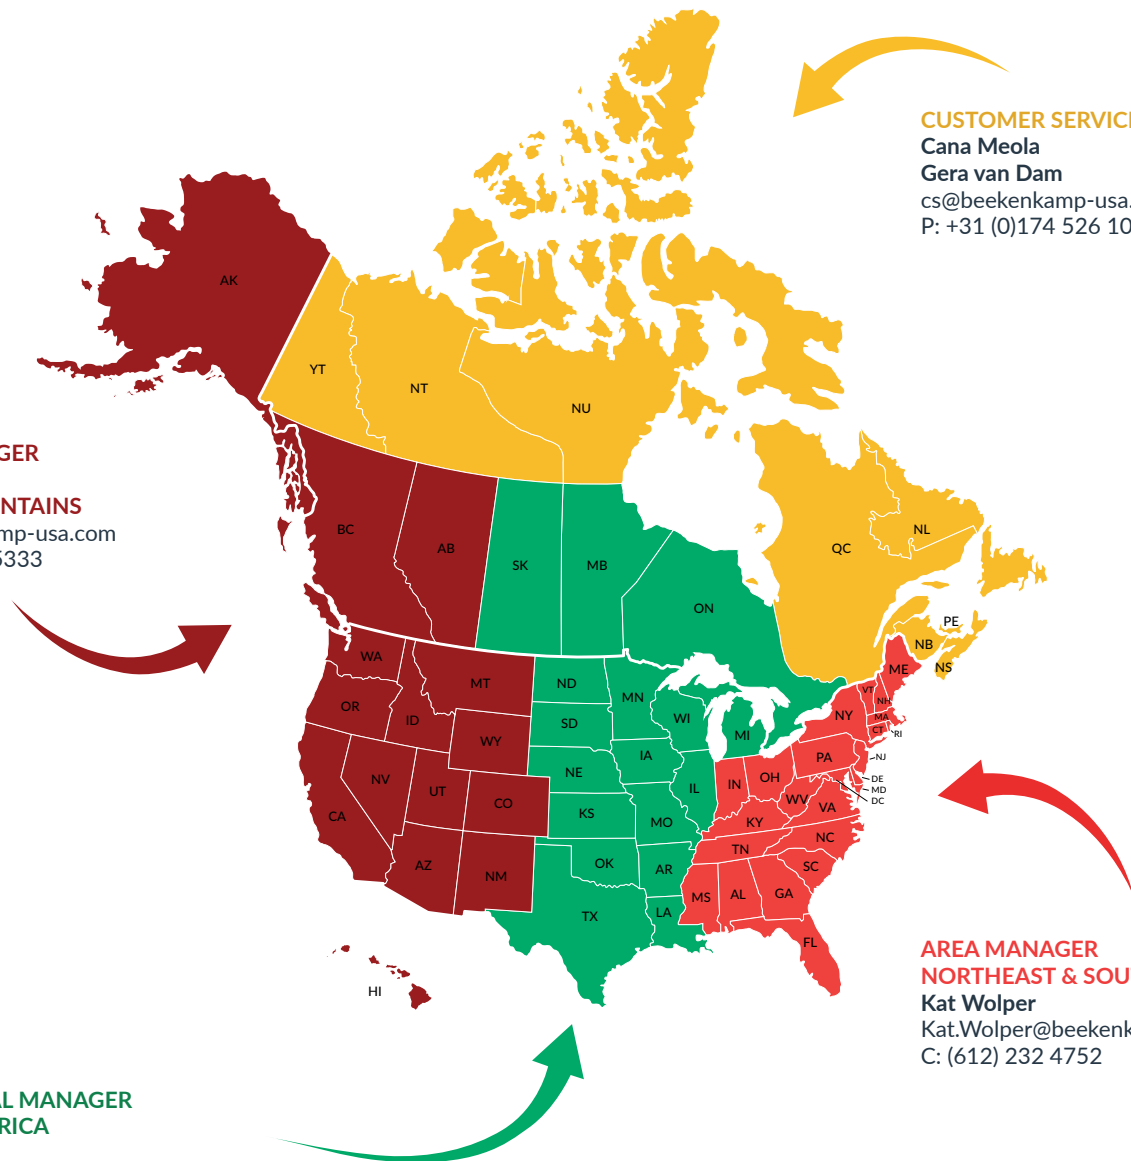 CUSTOMER SERVIC
Cana Meola
Gera van Dam
cs@beekenkamp-usa.
P: +31 (0)174 526 10
AK
YT
NT
NU
GER
NTAINS
mp-usa.com
5333
BC
AB
SK
MB
ON
QC
NL
PE
NB
NS
WA
MT
ND
MN
ME
VT
NH
OR
ID
SD
WI
MI
NY
MA
CT
RI
WY
IA
PA
NJ
NV
UT
CO
NE
IL
IN
OH
DE
MD
DC
CA
KS
MO
KY
WV
VA
AZ
NM
OK
AR
TN
NC
SC
TX
LA
MS
AL
GA
FL
HI
AREA MANAGER
NORTHEAST & SOU
Kat Wolper
Kat.Wolper@beekenk
C: (612) 232 4752
AL MANAGER
RICA